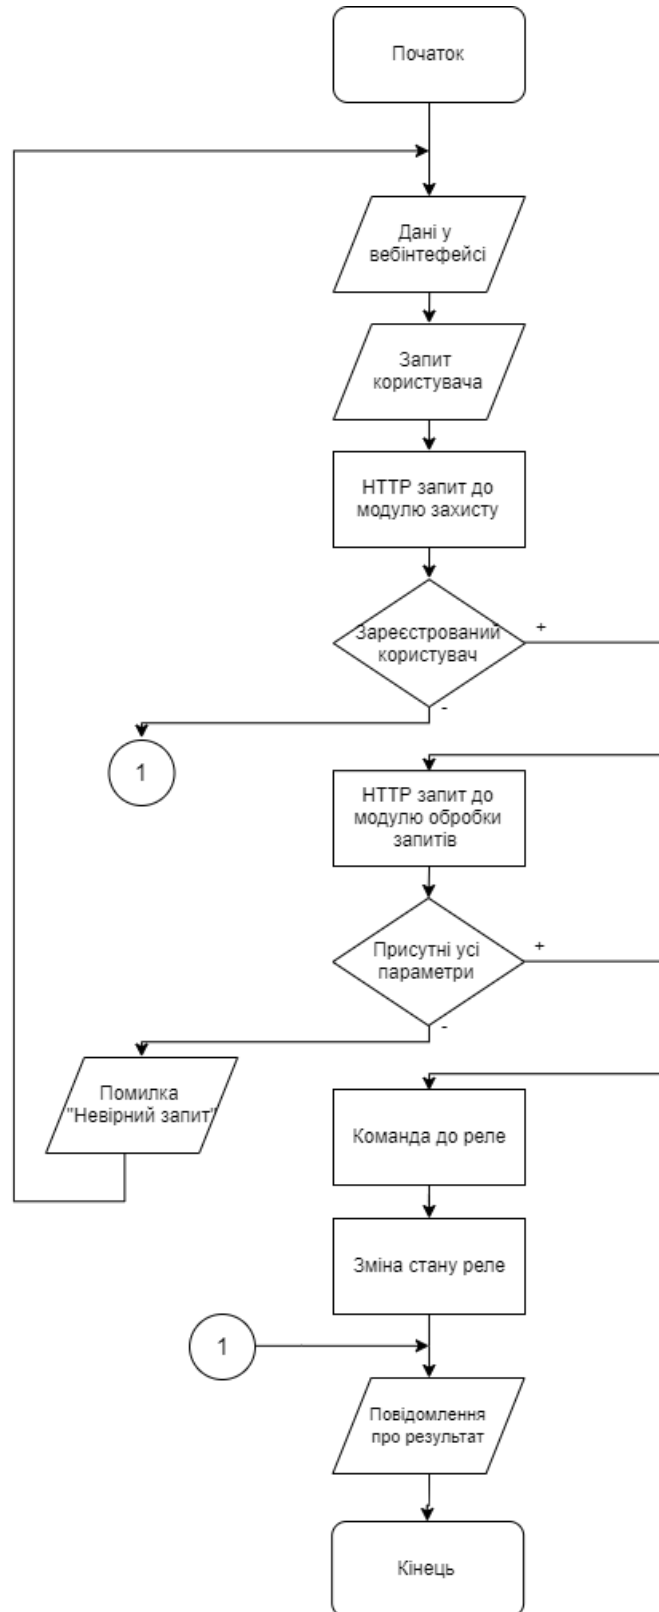 Початок
Дані у
вебінтефейсі
Запит
користувача
HTTP запит до
модулю захисту
Зареєстрований
користувач
+
-
1
HTTP запит до
модулю обробки
запитів
Присутні усі
параметри
+
-
Помилка
"Невірний запит"
Команда до реле
Зміна стану реле
1
Повідомлення
про результат
Кінець